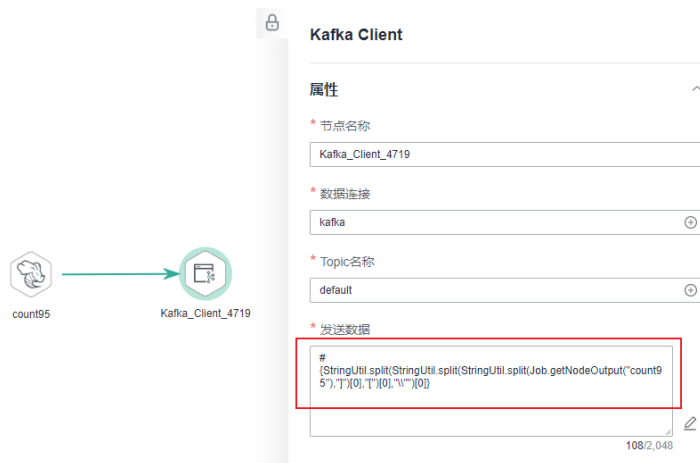 Kafka Client
属性
* 节点名称
Kafka_Client_4719
* 数据连接
kafka
* Topic名称
default
* 发送数据
#
{StringUtil.split(StringUtil.split(StringUtil.split(Job.getNodeOutput("count9
5"),"]")[0],"[")[0],"\\"")[0]}
108/2,048
count95
Kafka_Client_4719